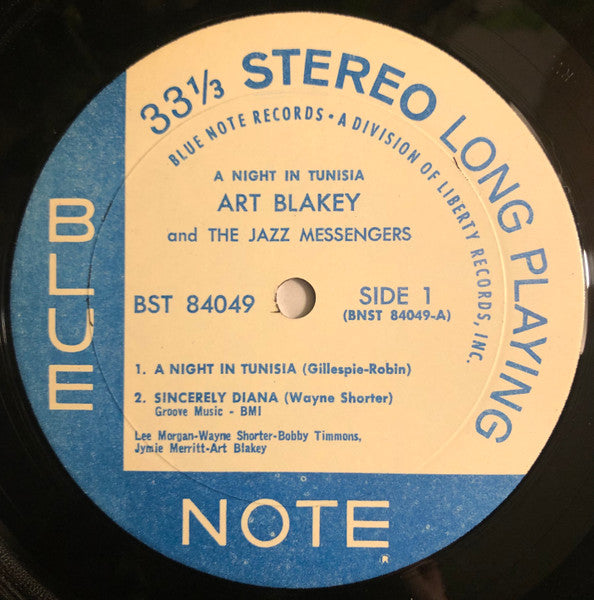 33⅓ STEREO LONG PLAYING
BLUE NOTE RECORDS • A DIVISION OF LIBERTY RECORDS, INC.
A NIGHT IN TUNISIA
ART BLAKEY
and THE JAZZ MESSENGERS
BST 84049
SIDE 1
(BNST 84049-A)
1. A NIGHT IN TUNISIA (Gillespie-Robin)
2. SINCERELY DIANA (Wayne Shorter)
Groove Music - BMI
Lee Morgan-Wayne Shorter-Bobby Timmons,
Jymie Merritt-Art Blakey
BLUE
NOTE
®